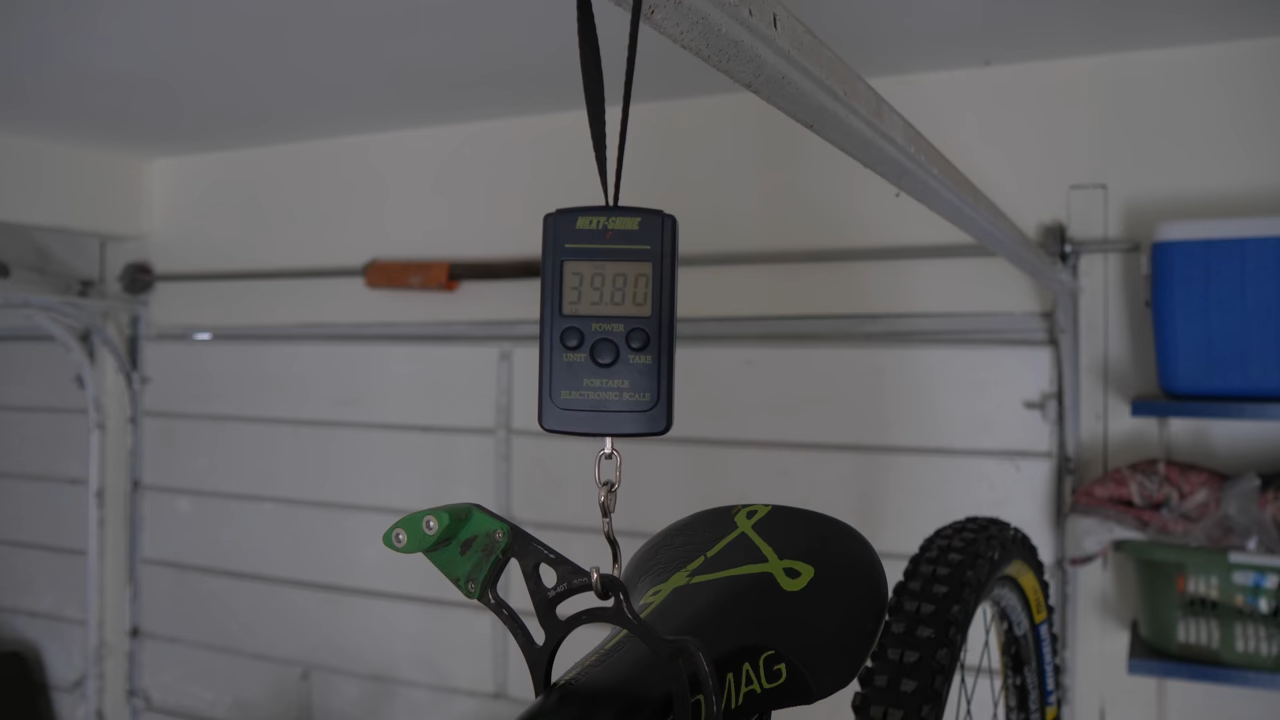 NEXT-SHINE
39.80
POWER
UNIT TARE
PORTABLE
ELECTRONIC SCALE
MAG